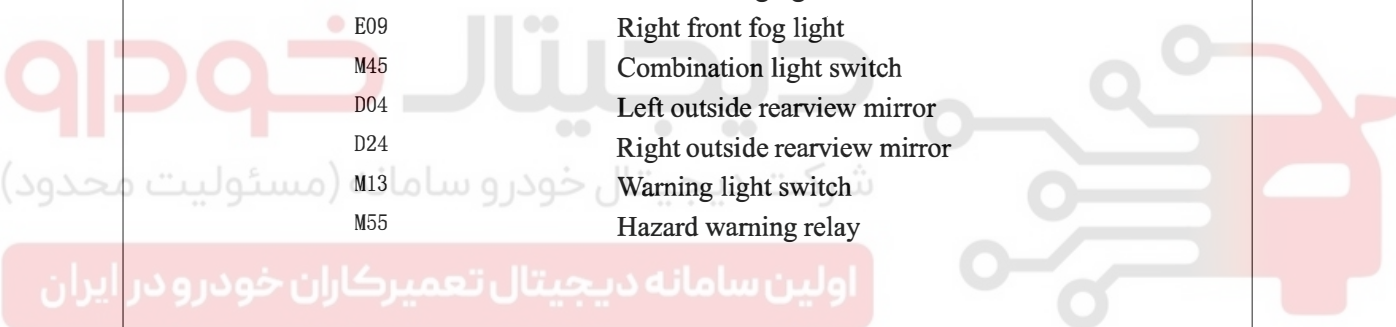 E09 Right front fog light
M45 Combination light switch
D04 Left outside rearview mirror
D24 Right outside rearview mirror
M13 Warning light switch
M55 Hazard warning relay
دیجیتال خودرو
شرکت دیجیتال خودرو سامانه (مسئولیت محدود)
اولین سامانه دیجیتال تعمیرکاران خودرو در ایران